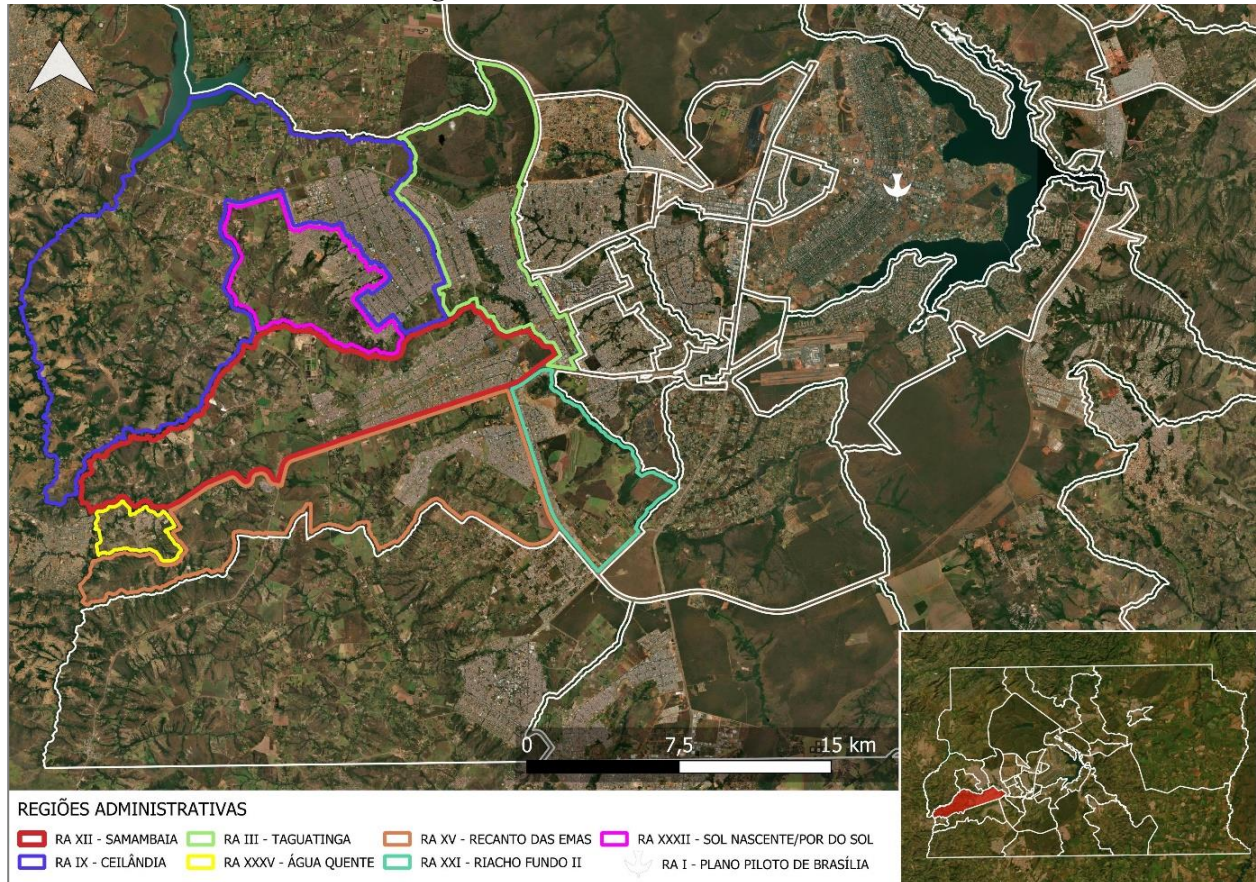 0 7,5 15 km
REGIÕES ADMINISTRATIVAS
RA XII - SAMAMBAIA RA III - TAGUATINGA RA XV - RECANTO DAS EMAS RA XXXII - SOL NASCENTE/POR DO SOL
RA IX - CEILÂNDIA RA XXXV - ÁGUA QUENTE RA XXI - RIACHO FUNDO II RA I - PLANO PILOTO DE BRASÍLIA